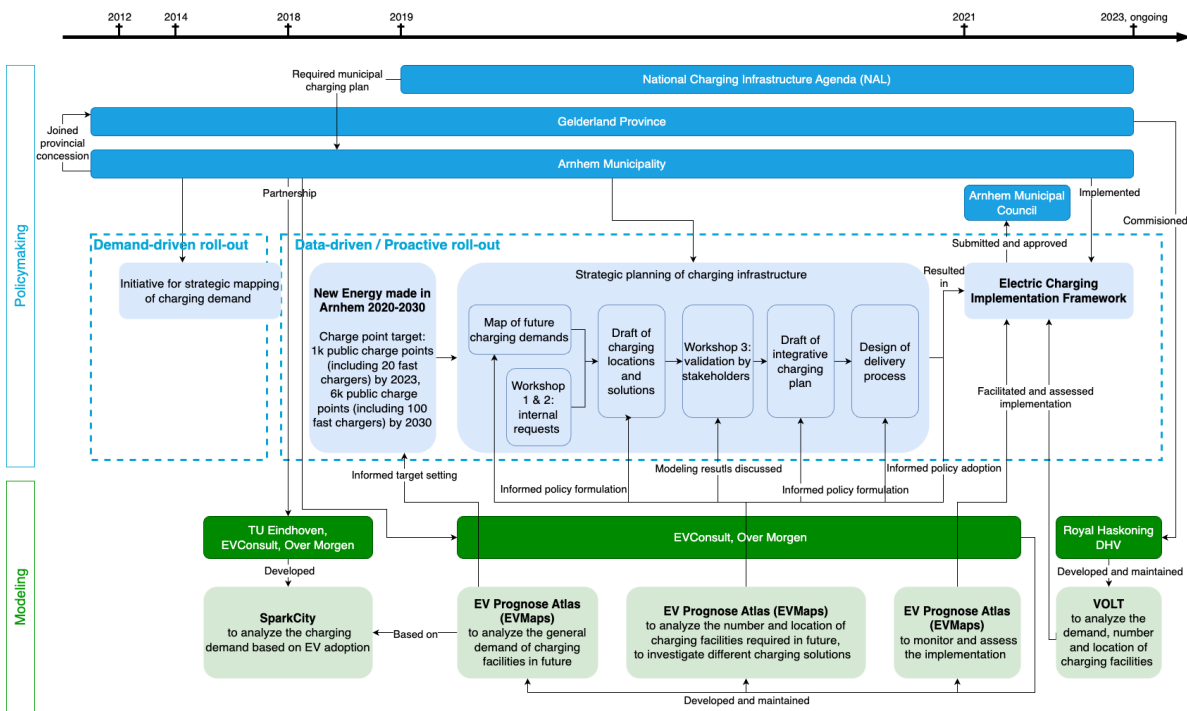 2012
2014
2018
2019
2021
2023, ongoing
Policymaking
Required municipal
charging plan
National Charging Infrastructure Agenda (NAL)
Gelderland Province
Joined
provincial
concession
Arnhem Municipality
Partnership
Arnhem Municipal
Council
Implemented
Commisioned
Submitted and approved
Demand-driven roll-out
Data-driven / Proactive roll-out
Initiative for strategic mapping
of charging demand
New Energy made in
Arnhem 2020-2030
Charge point target:
1k public charge points
(including 20 fast
chargers) by 2023,
6k public charge
points (including 100
fast chargers) by 2030
Strategic planning of charging infrastructure
Map of future
charging demands
Workshop
1 & 2:
internal
requests
Draft of
charging
locations
and
solutions
Workshop 3:
validation by
stakeholders
Draft of
integrative
charging
plan
Design of
delivery
process
Resulted
in
Electric Charging
Implementation Framework
Facilitated and assessed
implementation
Informed target setting
Informed policy formulation
Modeling resutls discussed
Informed policy formulation
Informed policy adoption
Modeling
TU Eindhoven,
EVConsult, Over Morgen
EVConsult, Over Morgen
Royal Haskoning
DHV
Developed
Developed and maintained
SparkCity
to analyze the charging
demand based on EV adoption
Based on
EV Prognose Atlas
(EVMaps)
to analyze the general
demand of charging
facilities in future
EV Prognose Atlas (EVMaps)
to analyze the number and location of
charging facilities required in future,
to investigate different charging solutions
EV Prognose Atlas
(EVMaps)
to monitor and assess
the implementation
VOLT
to analyze the
demand, number
and location of
charging facilities
Developed and maintained